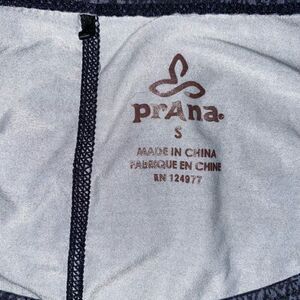 prAna®
S
MADE IN CHINA
FABRIQUE EN CHINE
RN 124977